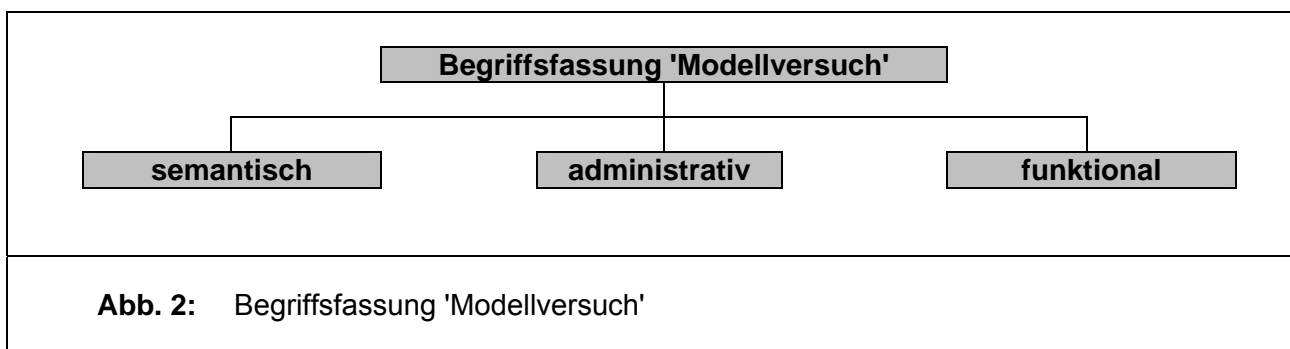 Begriffsfassung 'Modellversuch'
semantisch administrativ funktional
Abb. 2: Begriffsfassung 'Modellversuch'